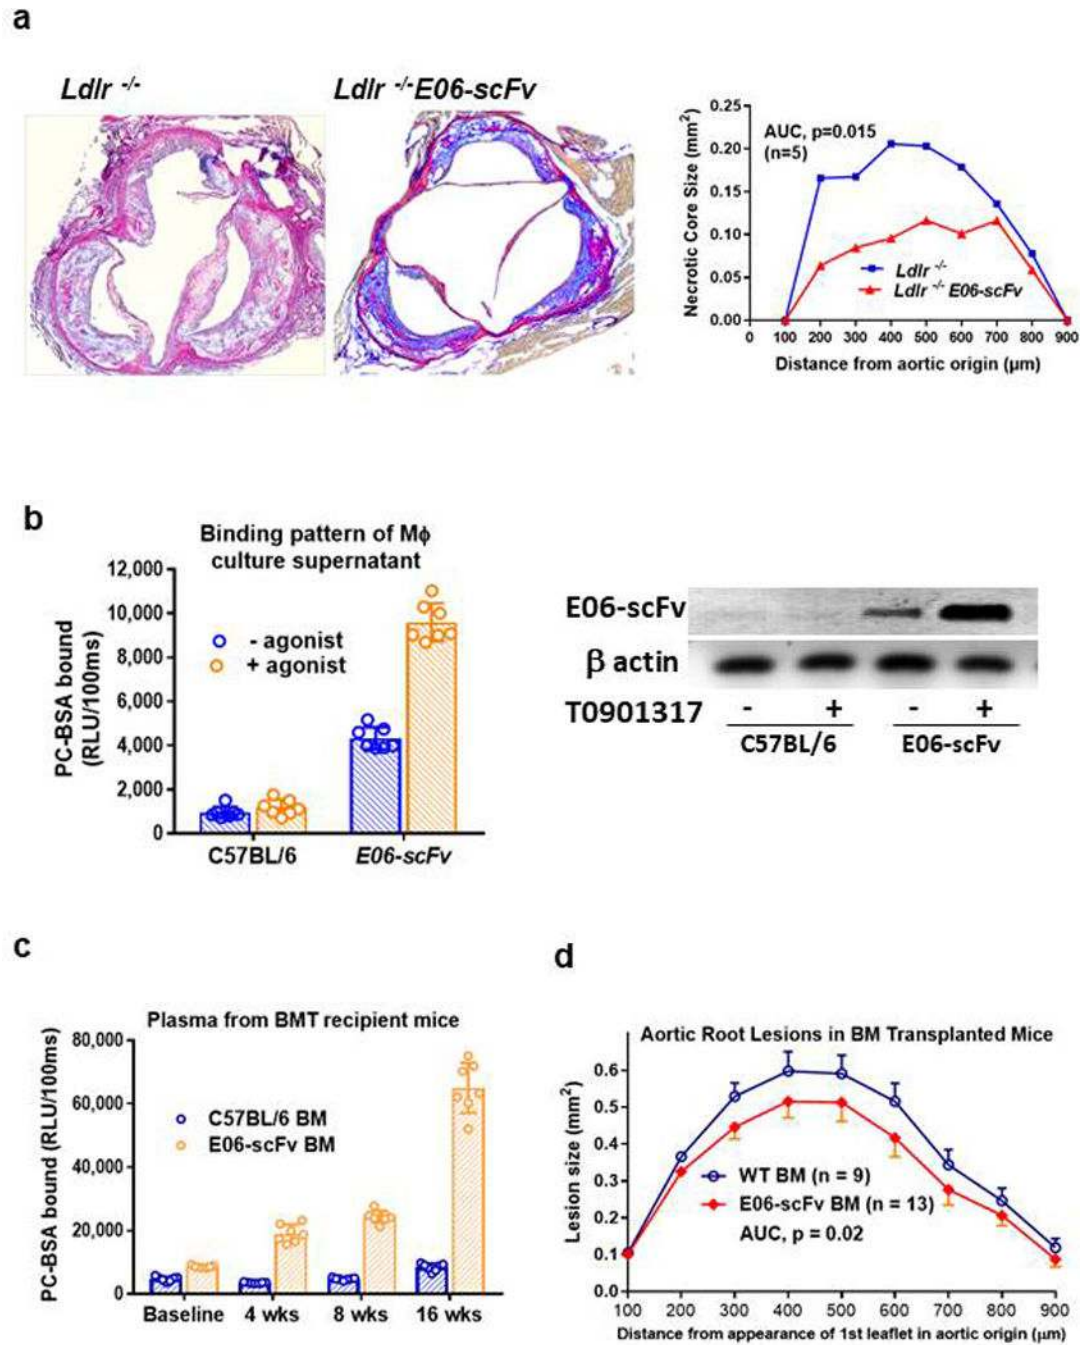 a
Ldlr -/-
Ldlr -/- E06-scFv
Necrotic Core Size (mm2)
0.25
0.20
0.15
0.10
0.05
0.00
AUC, p=0.015
(n=5)
Ldlr -/-
Ldlr -/- E06-scFv
0 100 200 300 400 500 600 700 800 900
Distance from aortic origin (µm)
b
Binding pattern of Mϕ
culture supernatant
PC-BSA bound
(RLU/100ms)
12,000
10,000
8,000
6,000
4,000
2,000
0
- agonist
+ agonist
C57BL/6 E06-scFv
E06-scFv
β actin
T0901317 - + - +
C57BL/6 E06-scFv
c
Plasma from BMT recipient mice
PC-BSA bound (RLU/100ms)
80,000
60,000
40,000
20,000
0
C57BL/6 BM
E06-scFv BM
Baseline 4 wks 8 wks 16 wks
d
Aortic Root Lesions in BM Transplanted Mice
Lesion size (mm2)
0.6
0.5
0.4
0.3
0.2
0.1
0.0
WT BM (n = 9)
E06-scFv BM (n = 13)
AUC, p = 0.02
100 200 300 400 500 600 700 800 900
Distance from appearance of 1st leaflet in aortic origin (µm)